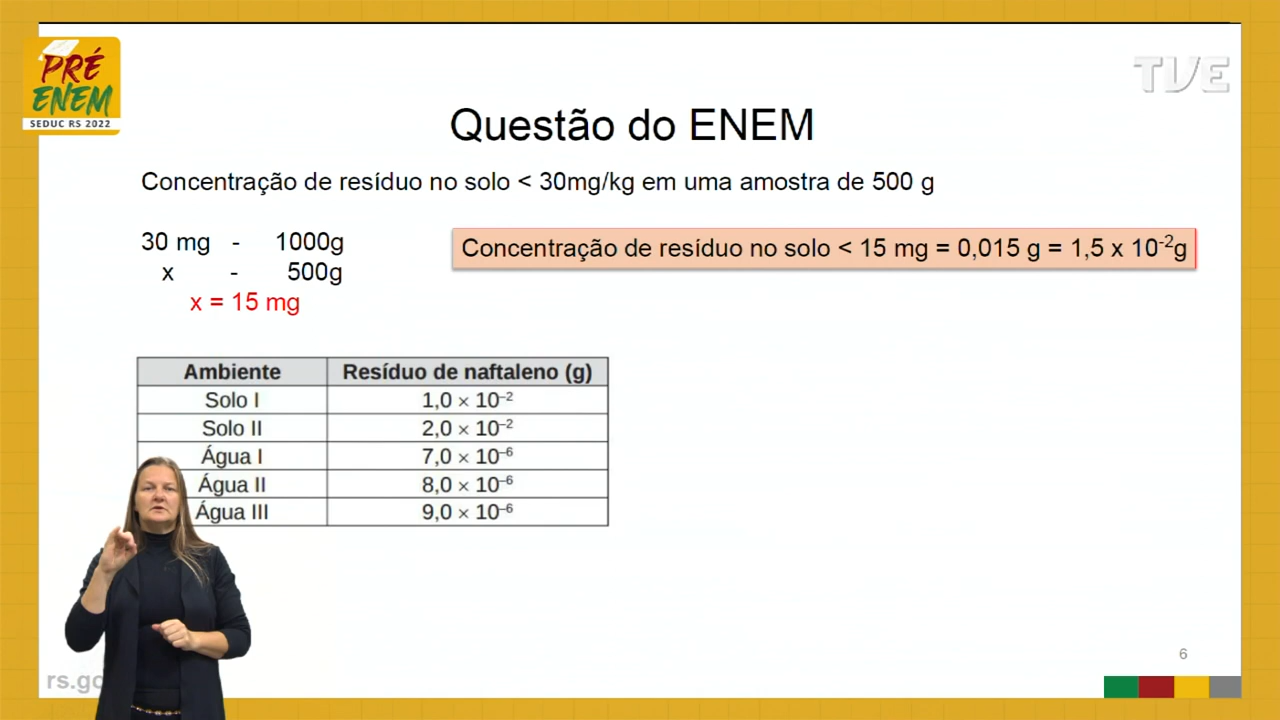 PRÉ
ENEM
SEDUC RS 2022
TVE
Questão do ENEM
Concentração de resíduo no solo < 30mg/kg em uma amostra de 500 g
30 mg - 1000g
x - 500g
x = 15 mg
Concentração de resíduo no solo < 15 mg = 0,015 g = 1,5 x 10⁻²g
Ambiente Resíduo de naftaleno (g)
Solo I 1,0 × 10⁻²
Solo II 2,0 × 10⁻²
Água I 7,0 × 10⁻⁶
Água II 8,0 × 10⁻⁶
Água III 9,0 × 10⁻⁶
6
rs.go